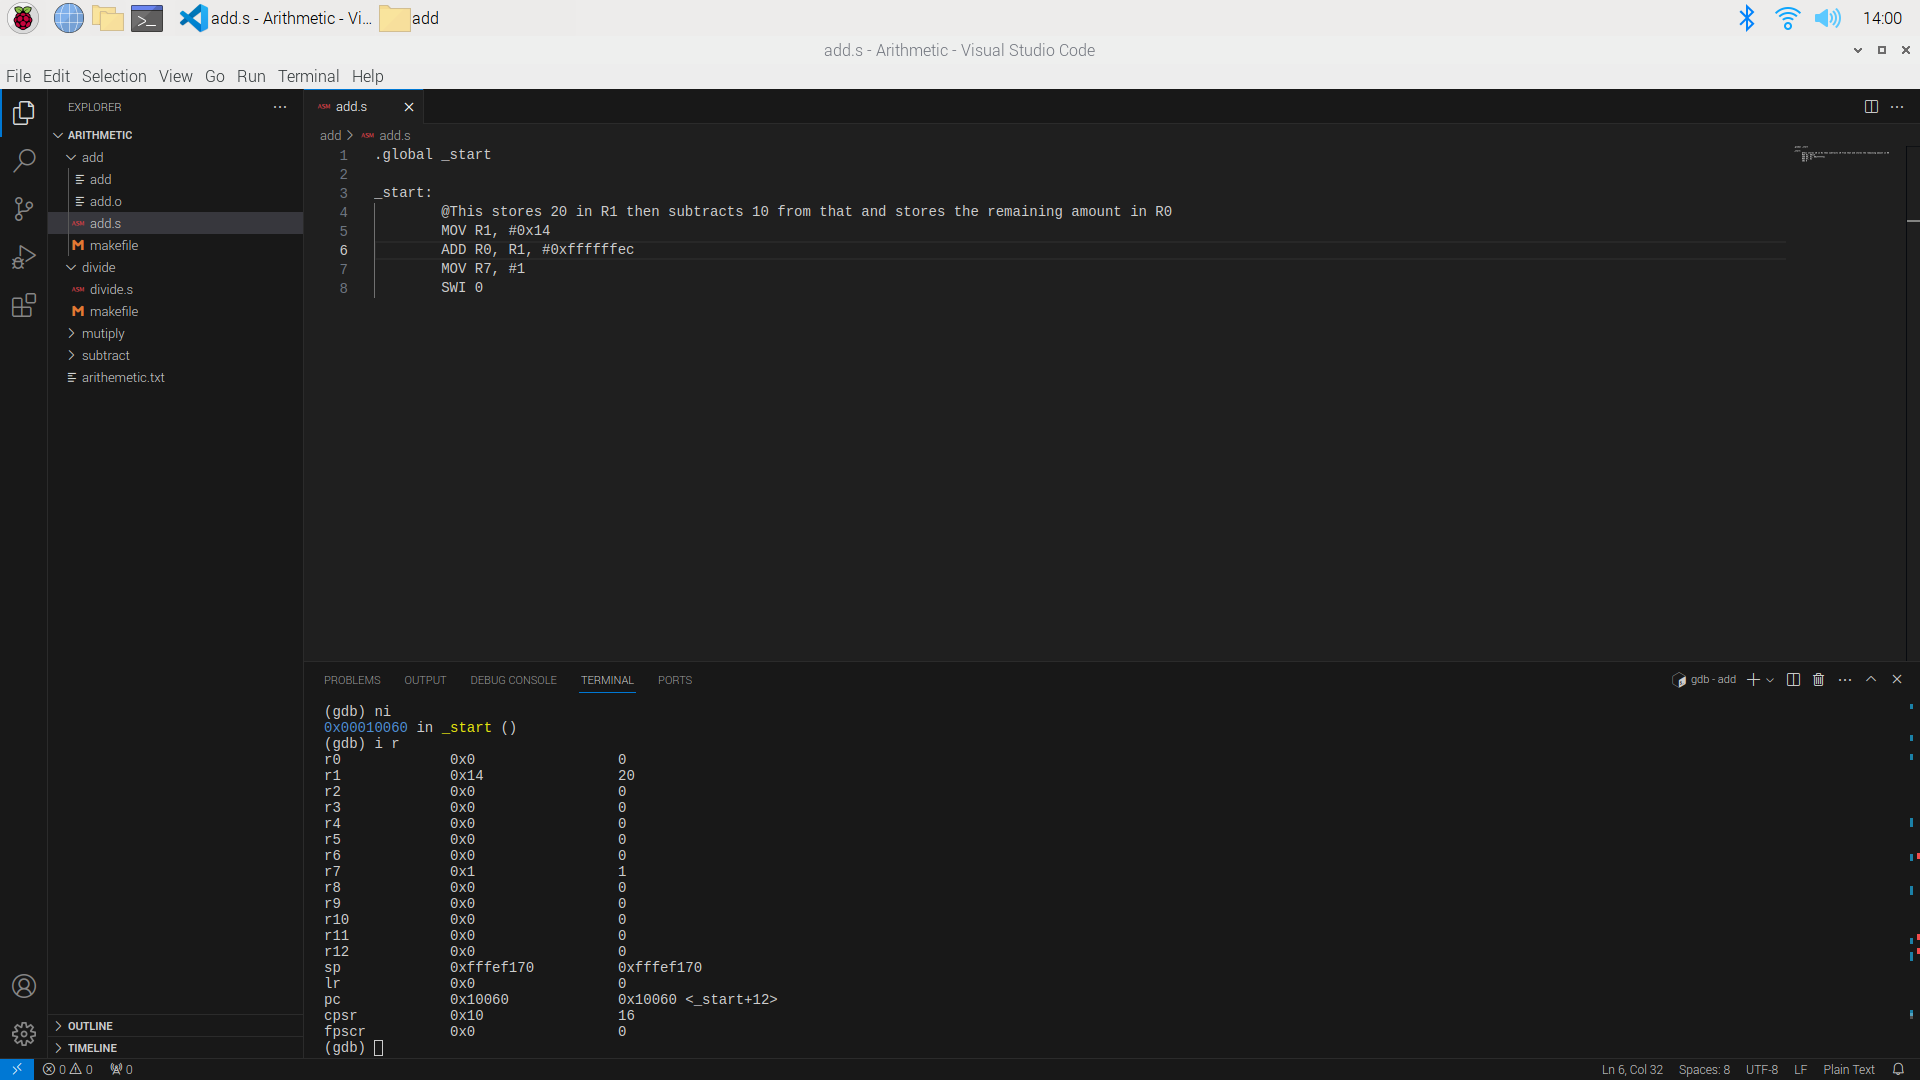 add.s - Arithmetic - Vi...
add
14:00
add.s - Arithmetic - Visual Studio Code
File Edit Selection View Go Run Terminal Help
EXPLORER
ARITHMETIC
add
add
add.o
ASM add.s
M makefile
divide
ASM divide.s
M makefile
mutiply
subtract
arithemetic.txt
OUTLINE
TIMELINE
ASM add.s
add > ASM add.s
1 .global _start
2
3 _start:
4 @This stores 20 in R1 then subtracts 10 from that and stores the remaining amount in R0
5 MOV R1, #0x14
6 ADD R0, R1, #0xffffffec
7 MOV R7, #1
8 SWI 0
PROBLEMS OUTPUT DEBUG CONSOLE TERMINAL PORTS
gdb - add
(gdb) ni
0x00010060 in _start ()
(gdb) i r
r0 0x0 0
r1 0x14 20
r2 0x0 0
r3 0x0 0
r4 0x0 0
r5 0x0 0
r6 0x0 0
r7 0x1 1
r8 0x0 0
r9 0x0 0
r10 0x0 0
r11 0x0 0
r12 0x0 0
sp 0xfffef170 0xfffef170
lr 0x0 0
pc 0x10060 0x10060 <_start+12>
cpsr 0x10 16
fpscr 0x0 0
(gdb)
0 0 0
Ln 6, Col 32 Spaces: 8 UTF-8 LF Plain Text